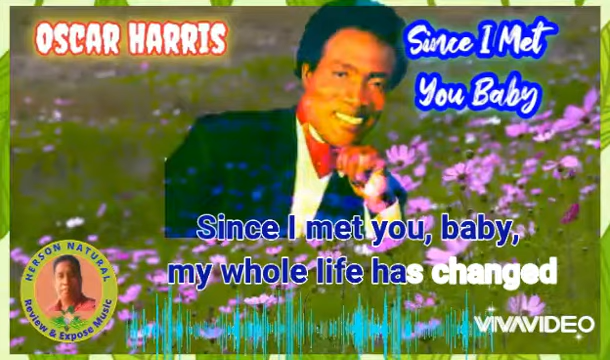 OSCAR HARRIS
Since I Met
You Baby
Since I met you, baby,
my whole life has changed
HERSON NATURAL
Review & Expose Music
VIVAVIDEO